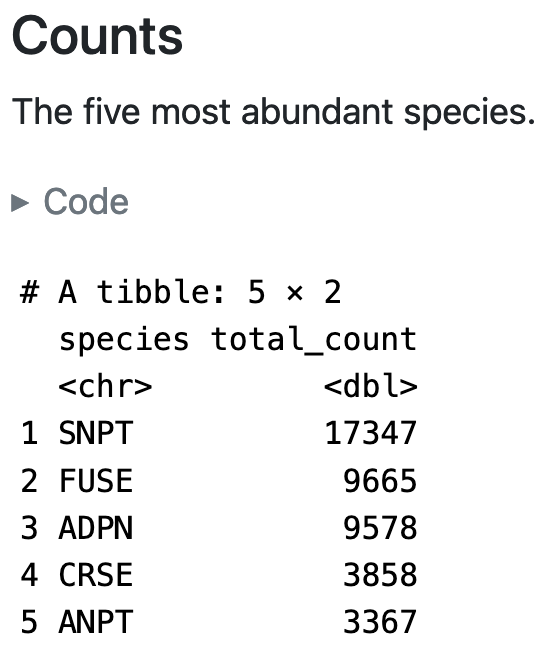 Counts
The five most abundant species.
▶ Code
# A tibble: 5 × 2
  species total_count
  <chr>         <dbl>
1 SNPT          17347
2 FUSE           9665
3 ADPN           9578
4 CRSE           3858
5 ANPT           3367